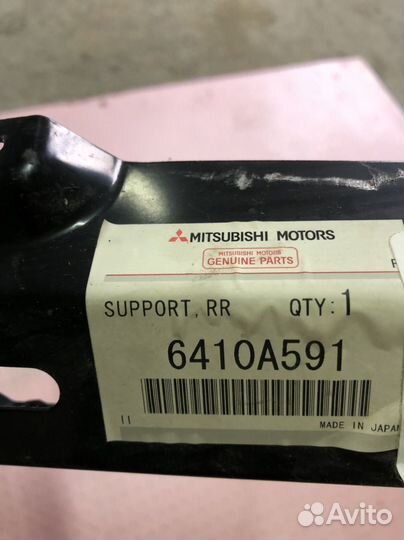 MITSUBISHI MOTORS
MITSUBISHI MOTORS
GENUINE PARTS
SUPPORT, RR QTY: 1
6410A591
MADE IN JAPAN
Avito